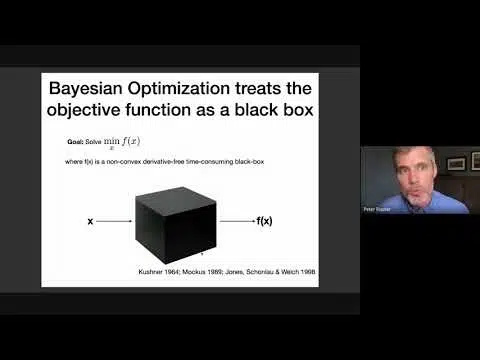 Bayesian Optimization treats the
objective function as a black box
Goal: Solve min f(x)
x
where f(x) is a non-convex derivative-free time-consuming black-box
x
f(x)
Kushner 1964; Mockus 1989; Jones, Schonlau & Welch 1998
Peter Frazier